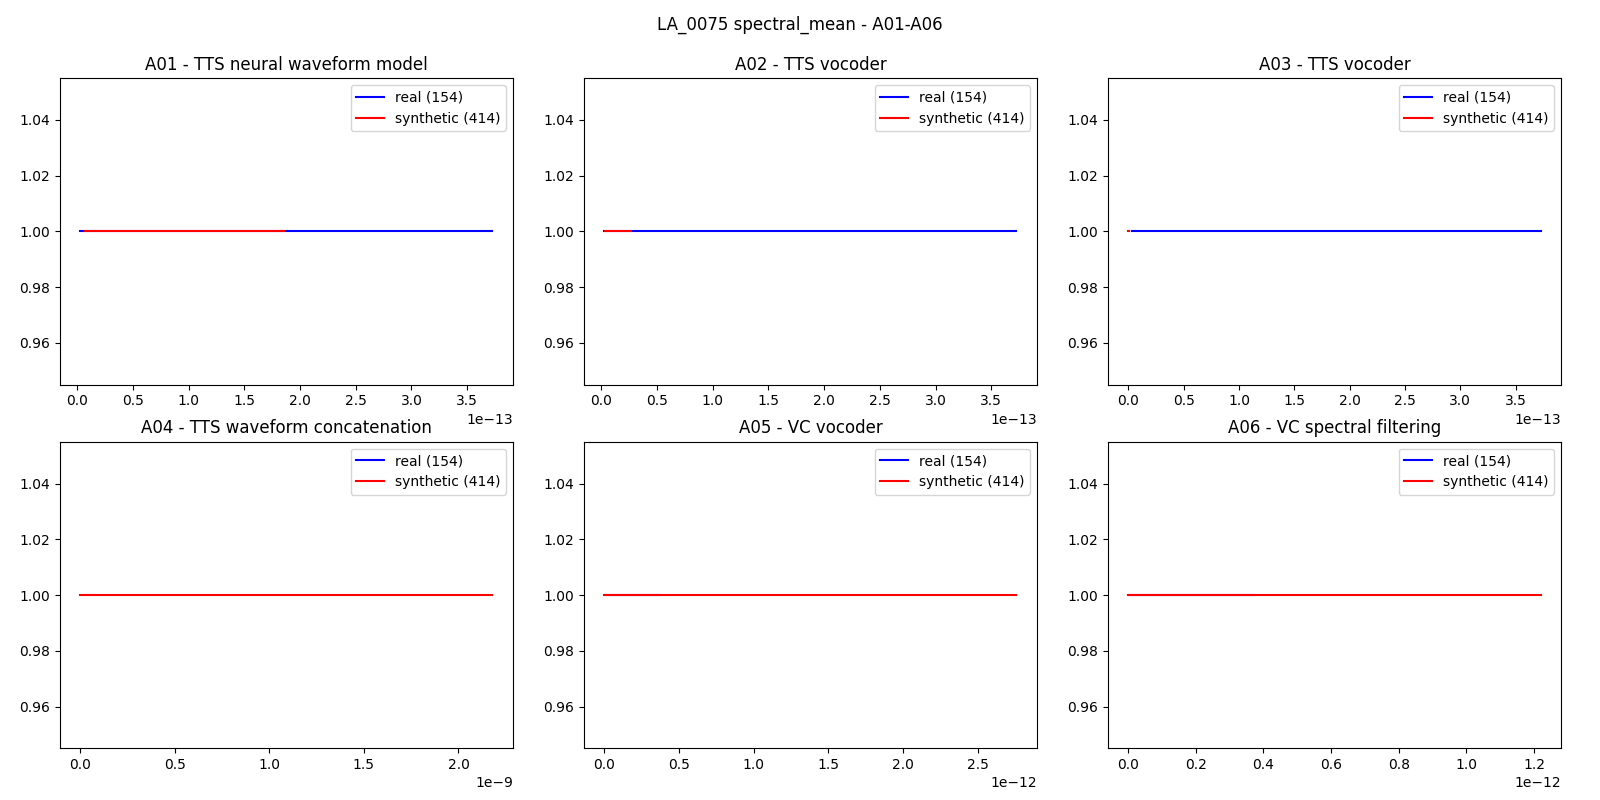 LA_0075 spectral_mean - A01-A06
A01 - TTS neural waveform model
real (154)
synthetic (414)
1.04
1.02
1.00
0.98
0.96
0.0 0.5 1.0 1.5 2.0 2.5 3.0 3.5
1e−13
A02 - TTS vocoder
real (154)
synthetic (414)
1.04
1.02
1.00
0.98
0.96
0.0 0.5 1.0 1.5 2.0 2.5 3.0 3.5
1e−13
A03 - TTS vocoder
real (154)
synthetic (414)
1.04
1.02
1.00
0.98
0.96
0.0 0.5 1.0 1.5 2.0 2.5 3.0 3.5
1e−13
A04 - TTS waveform concatenation
real (154)
synthetic (414)
1.04
1.02
1.00
0.98
0.96
0.0 0.5 1.0 1.5 2.0
1e−9
A05 - VC vocoder
real (154)
synthetic (414)
1.04
1.02
1.00
0.98
0.96
0.0 0.5 1.0 1.5 2.0 2.5
1e−12
A06 - VC spectral filtering
real (154)
synthetic (414)
1.04
1.02
1.00
0.98
0.96
0.0 0.2 0.4 0.6 0.8 1.0 1.2
1e−12